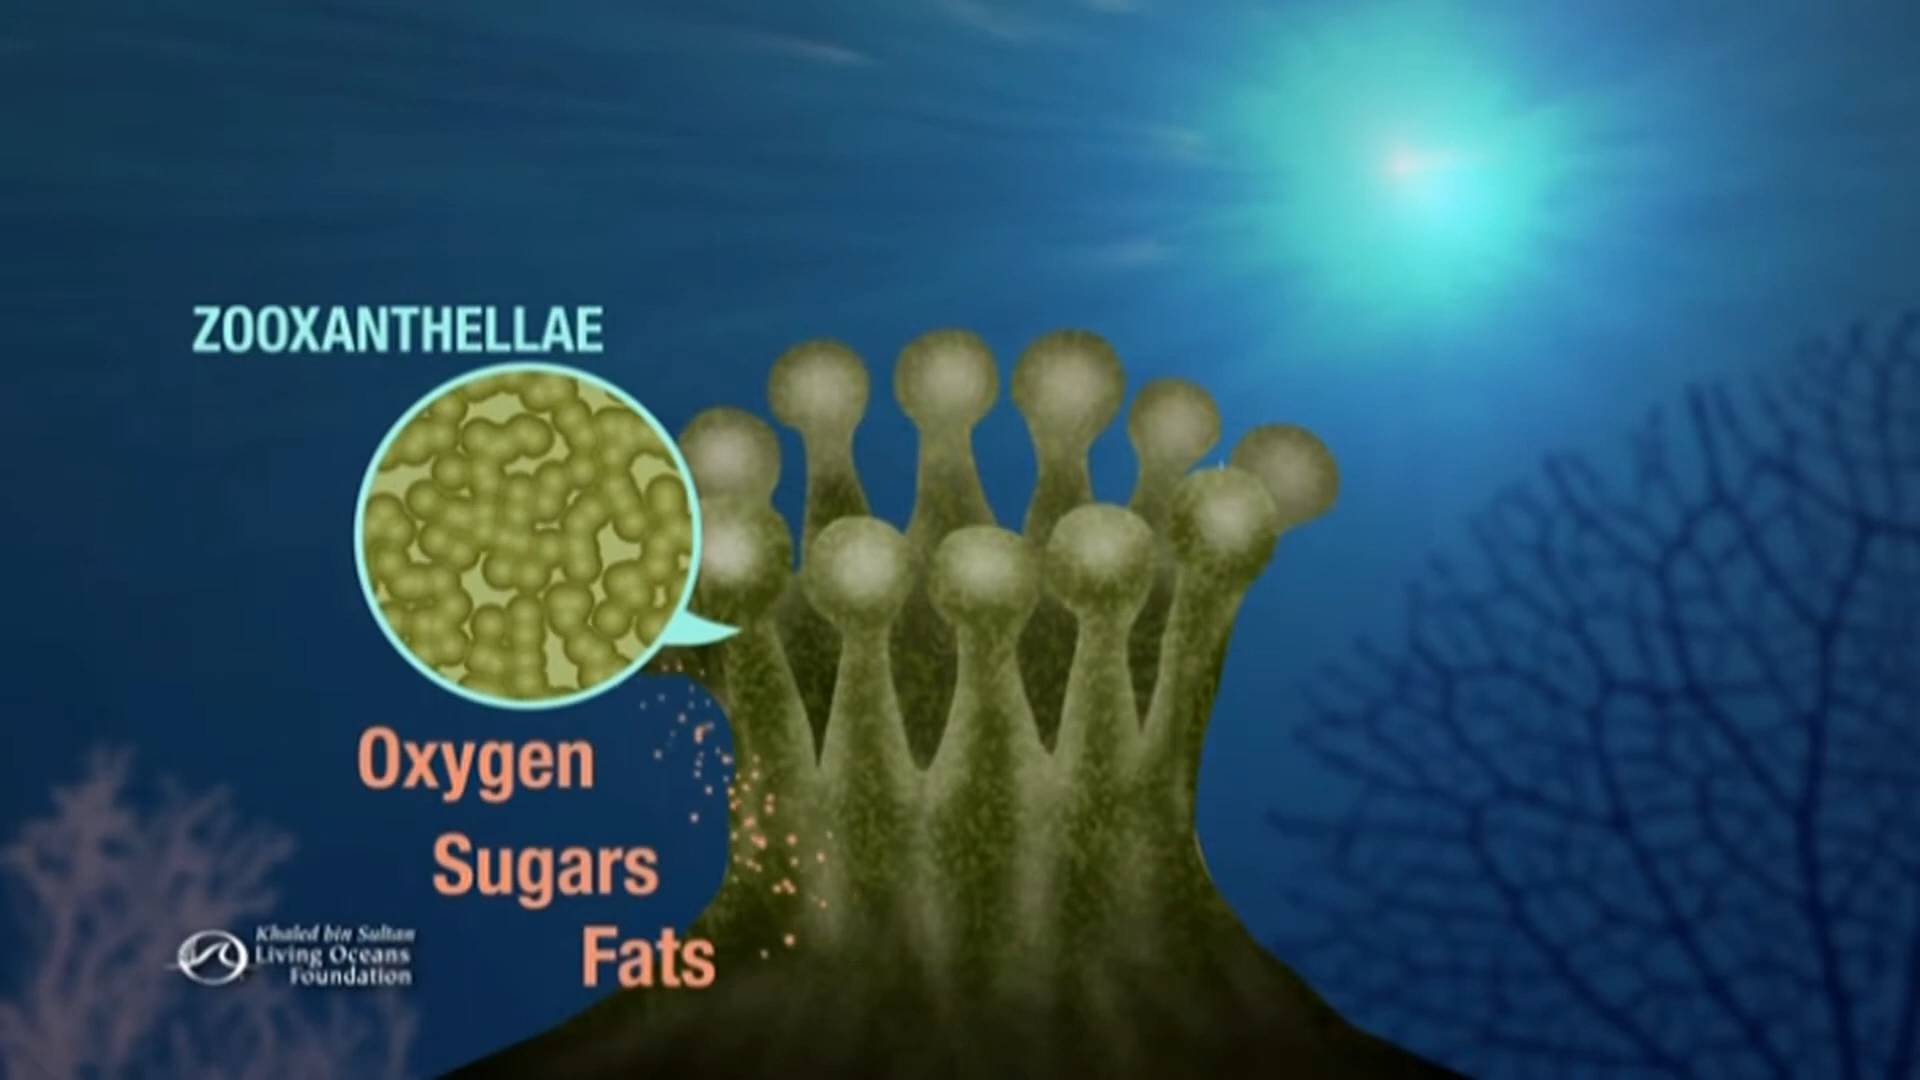 ZOOXANTHELLAE
Oxygen
Sugars
Fats
Khaled bin Sultan
Living Oceans
Foundation